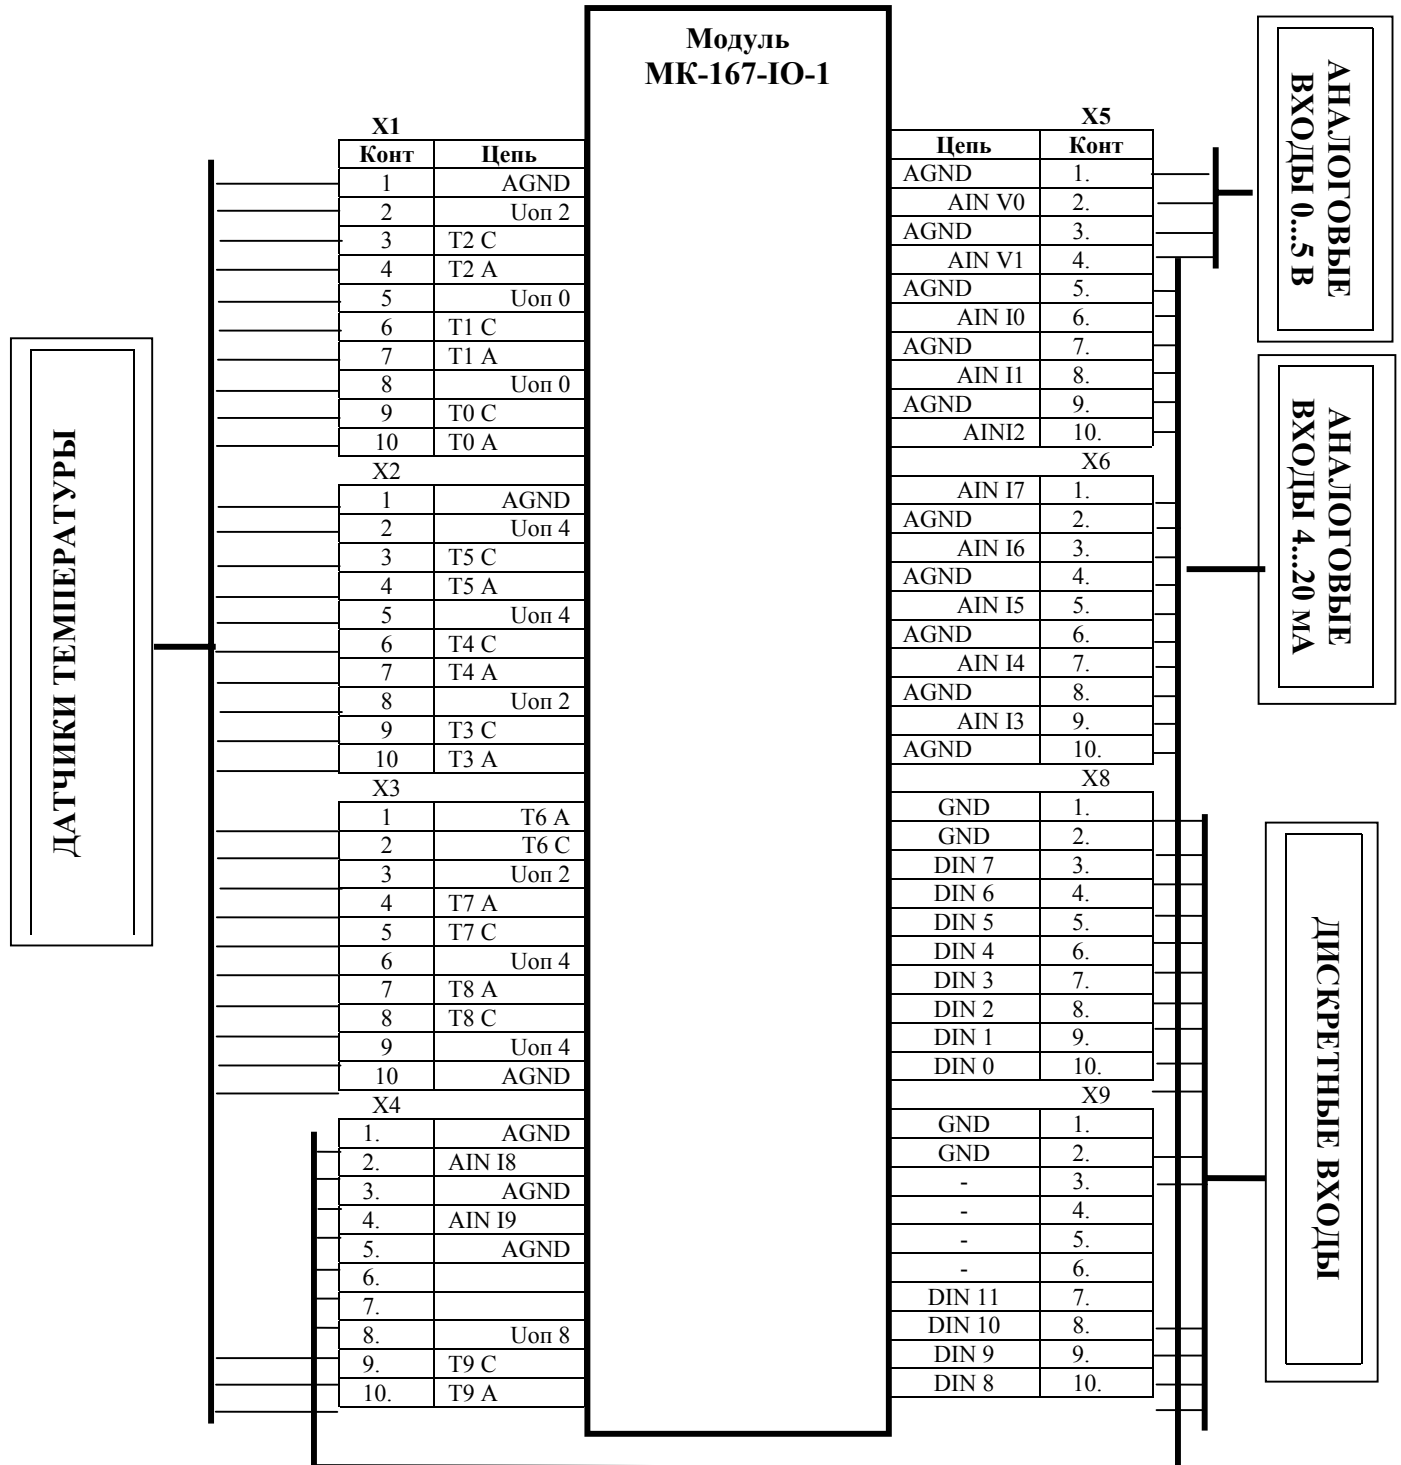 Модуль
МК-167-IO-1
X1
Конт Цепь
1 AGND
2 Uоп 2
3 T2 C
4 T2 A
5 Uоп 0
6 T1 C
7 T1 A
8 Uоп 0
9 T0 C
10 T0 A
X2
1 AGND
2 Uоп 4
3 T5 C
4 T5 A
5 Uоп 4
6 T4 C
7 T4 A
8 Uоп 2
9 T3 C
10 T3 A
X3
1 T6 A
2 T6 C
3 Uоп 2
4 T7 A
5 T7 C
6 Uоп 4
7 T8 A
8 T8 C
9 Uоп 4
10 AGND
X4
1. AGND
2. AIN I8
3. AGND
4. AIN I9
5. AGND
6.
7.
8. Uоп 8
9. T9 C
10. T9 A
X5
Цепь Конт
AGND 1.
AIN V0 2.
AGND 3.
AIN V1 4.
AGND 5.
AIN I0 6.
AGND 7.
AIN I1 8.
AGND 9.
AINI2 10.
X6
AIN I7 1.
AGND 2.
AIN I6 3.
AGND 4.
AIN I5 5.
AGND 6.
AIN I4 7.
AGND 8.
AIN I3 9.
AGND 10.
X8
GND 1.
GND 2.
DIN 7 3.
DIN 6 4.
DIN 5 5.
DIN 4 6.
DIN 3 7.
DIN 2 8.
DIN 1 9.
DIN 0 10.
X9
GND 1.
GND 2.
- 3.
- 4.
- 5.
- 6.
DIN 11 7.
DIN 10 8.
DIN 9 9.
DIN 8 10.
ДАТЧИКИ ТЕМПЕРАТУРЫ
АНАЛОГОВЫЕ
ВХОДЫ 0...5 В
АНАЛОГОВЫЕ
ВХОДЫ 4...20 МА
ДИСКРЕТНЫЕ ВХОДЫ